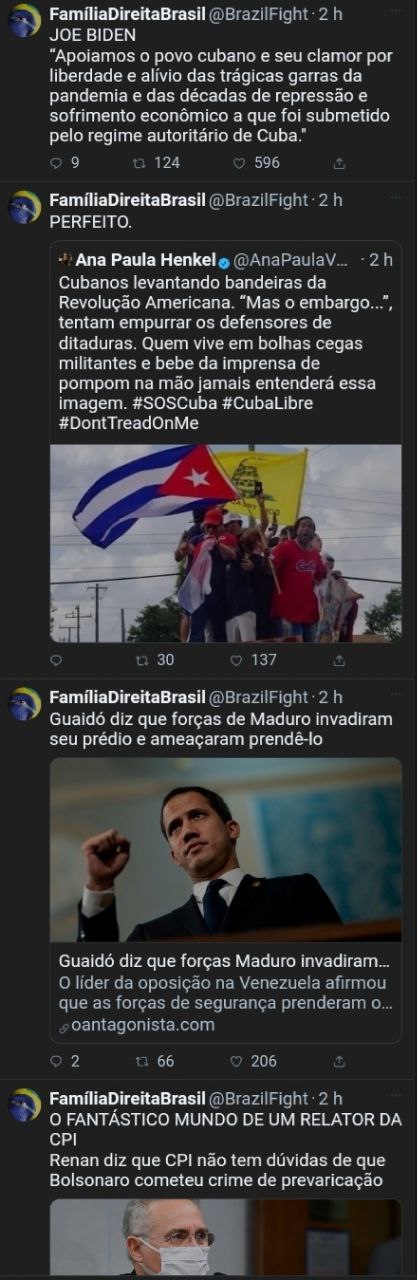 FamíliaDireitaBrasil @BrazilFight · 2 h
JOE BIDEN
“Apoiamos o povo cubano e seu clamor por
liberdade e alívio das trágicas garras da
pandemia e das décadas de repressão e
sofrimento econômico a que foi submetido
pelo regime autoritário de Cuba."
9 124 596
FamíliaDireitaBrasil @BrazilFight · 2 h
PERFEITO.
Ana Paula Henkel @AnaPaulaV... · 2 h
Cubanos levantando bandeiras da
Revolução Americana. “Mas o embargo...”,
tentam empurrar os defensores de
ditaduras. Quem vive em bolhas cegas
militantes e bebe da imprensa de
pompom na mão jamais entenderá essa
imagem. #SOSCuba #CubaLibre
#DontTreadOnMe
30 137
FamíliaDireitaBrasil @BrazilFight · 2 h
Guaidó diz que forças de Maduro invadiram
seu prédio e ameaçaram prendê-lo
Guaidó diz que forças Maduro invadiram...
O líder da oposição na Venezuela afirmou
que as forças de segurança prenderam o...
oantagonista.com
2 66 206
FamíliaDireitaBrasil @BrazilFight · 2 h
O FANTÁSTICO MUNDO DE UM RELATOR DA
CPI
Renan diz que CPI não tem dúvidas de que
Bolsonaro cometeu crime de prevaricação